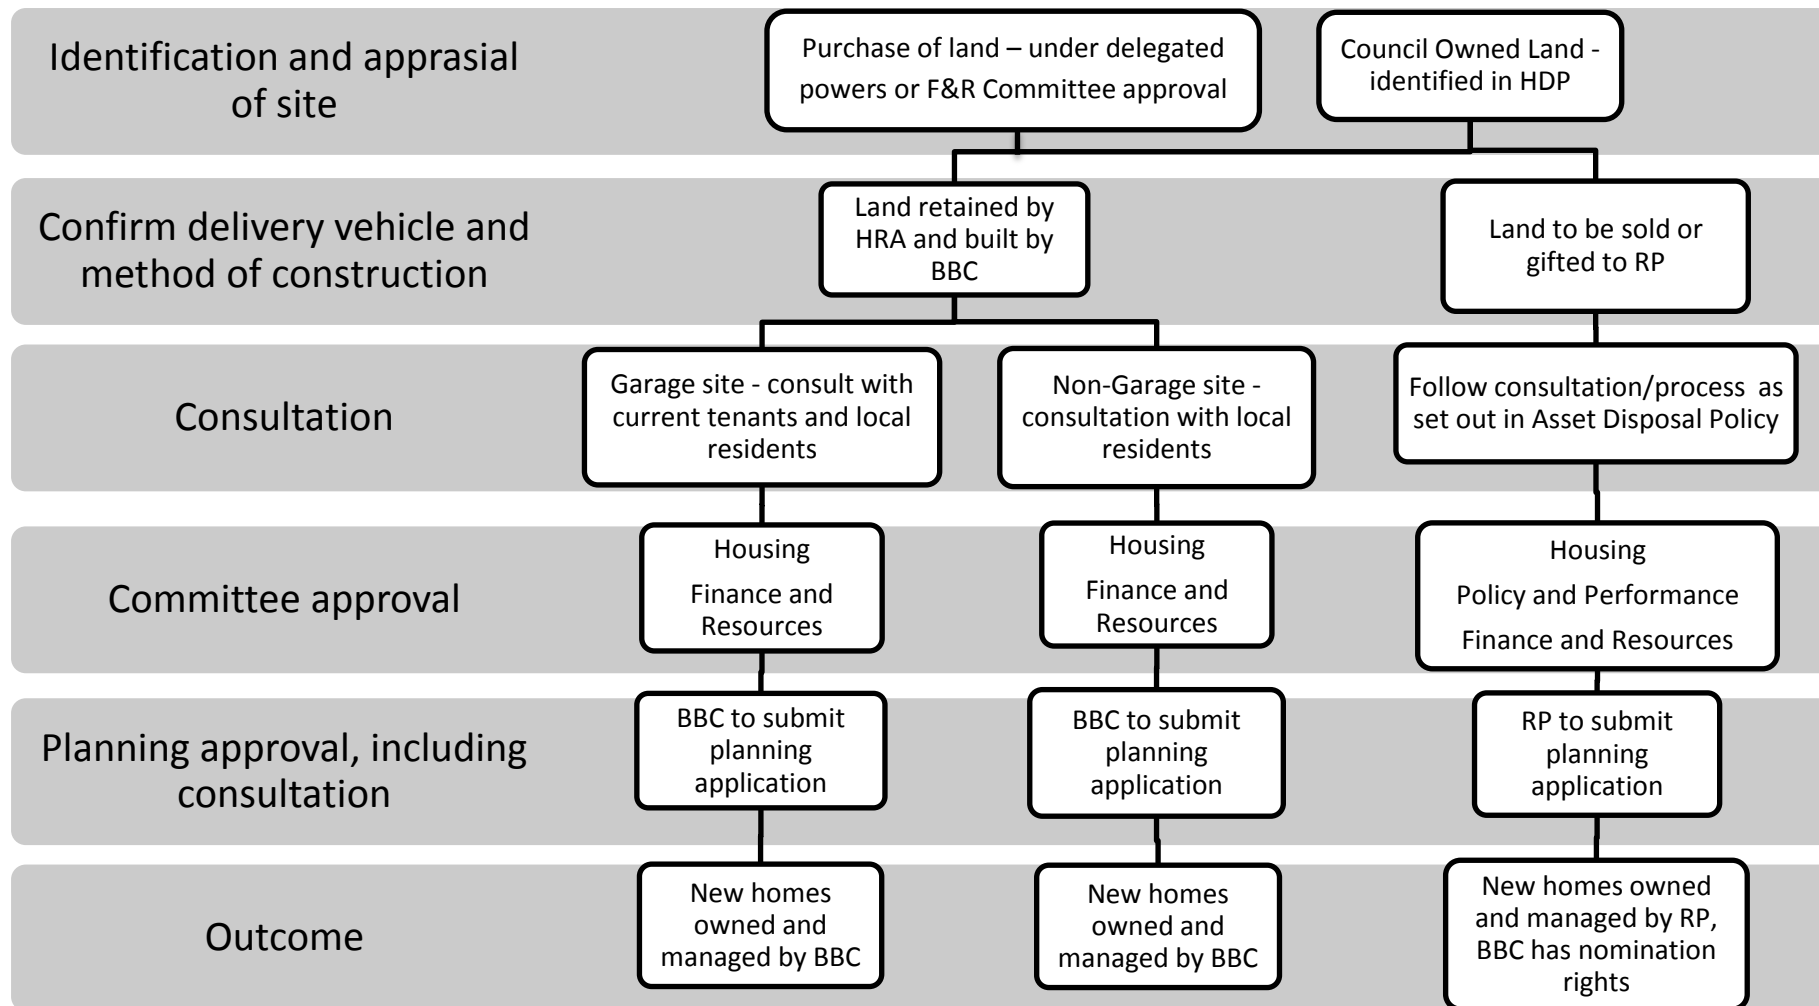 Identification and apprasial
of site
Purchase of land – under delegated
powers or F&R Committee approval
Council Owned Land -
identified in HDP
Confirm delivery vehicle and
method of construction
Land retained by
HRA and built by
BBC
Land to be sold or
gifted to RP
Consultation
Garage site - consult with
current tenants and local
residents
Non-Garage site -
consultation with local
residents
Follow consultation/process  as
set out in Asset Disposal Policy
Committee approval
Housing
Finance and
Resources
Housing
Finance and
Resources
Housing
Policy and Performance
Finance and Resources
Planning approval, including
consultation
BBC to submit
planning
application
BBC to submit
planning
application
RP to submit
planning
application
Outcome
New homes
owned and
managed by BBC
New homes
owned and
managed by BBC
New homes owned
and managed by RP,
BBC has nomination
rights